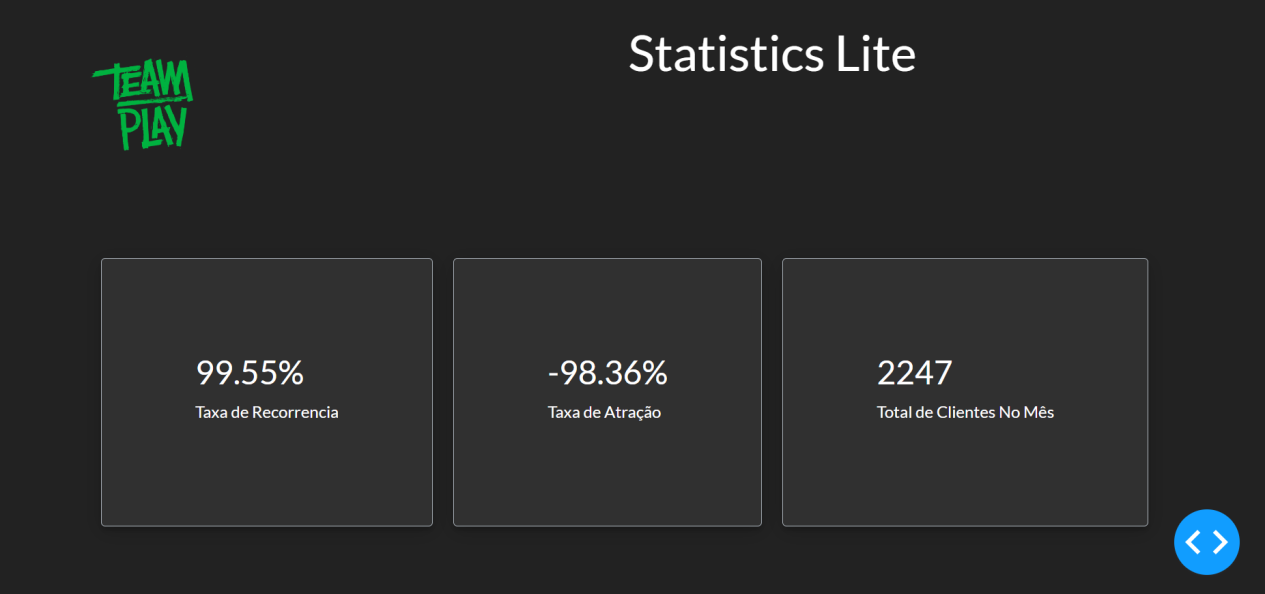 Statistics Lite
TEAM
PLAY
99.55%
Taxa de Recorrencia
-98.36%
Taxa de Atração
2247
Total de Clientes No Mês